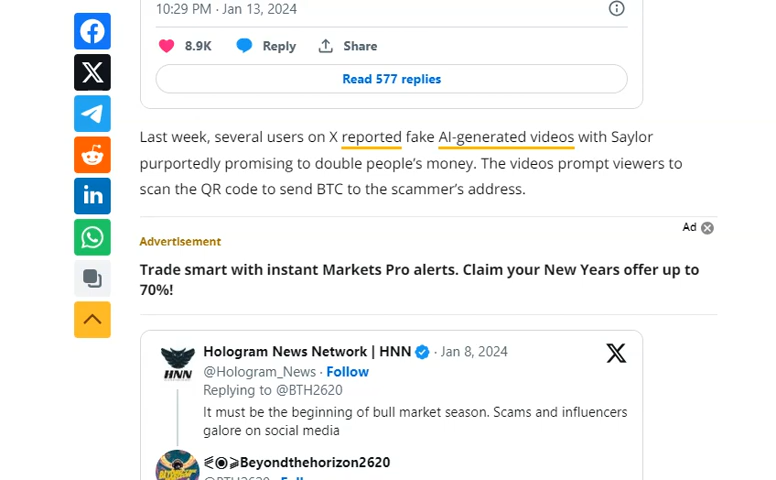 10:29 PM · Jan 13, 2024
8.9K Reply Share
Read 577 replies
Last week, several users on X reported fake AI-generated videos with Saylor
purportedly promising to double people's money. The videos prompt viewers to
scan the QR code to send BTC to the scammer's address.
Ad
Advertisement
Trade smart with instant Markets Pro alerts. Claim your New Years offer up to
70%!
Hologram News Network | HNN · Jan 8, 2024
@Hologram_News · Follow
Replying to @BTH2620
HNN
It must be the beginning of bull market season. Scams and influencers
galore on social media
Beyondthehorizon2620
@BTH2620 · Follow